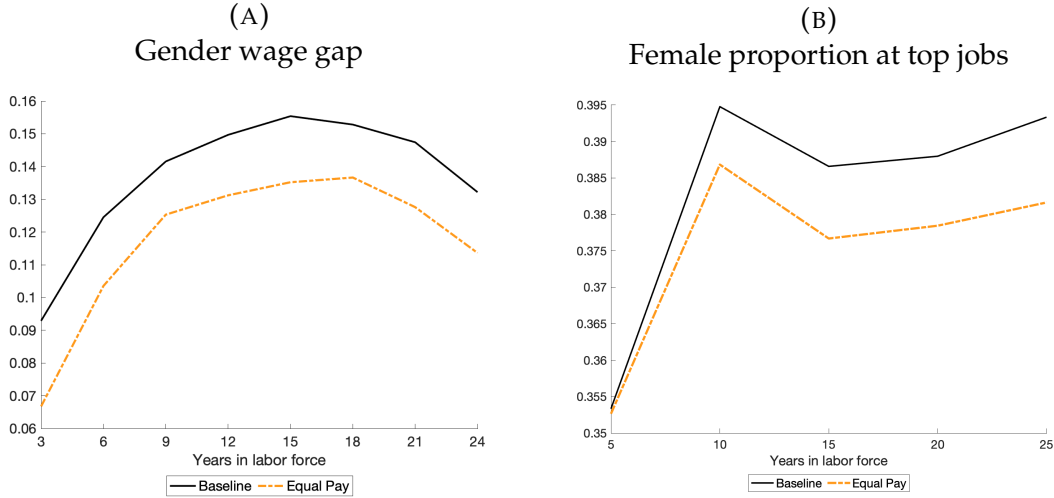 (A)
Gender wage gap
0.16
0.15
0.14
0.13
0.12
0.11
0.1
0.09
0.08
0.07
0.06
3 6 9 12 15 18 21 24
Years in labor force
Baseline Equal Pay
(B)
Female proportion at top jobs
0.395
0.39
0.385
0.38
0.375
0.37
0.365
0.36
0.355
0.35
5 10 15 20 25
Years in labor force
Baseline Equal Pay